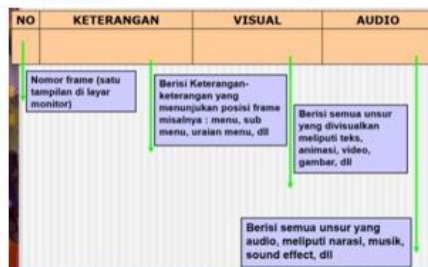 NO KETERANGAN VISUAL AUDIO
Nomor frame (satu
tampilan di layar
monitor)
Berisi Keterangan-
keterangan yang
menunjukan posisi frame
misalnya : menu, sub
menu, uraian menu, dll
Berisi semua unsur
yang divisualkan
meliputi teks,
animasi, video,
gambar, dll
Berisi semua unsur yang
audio, meliputi narasi, musik,
sound effect, dll